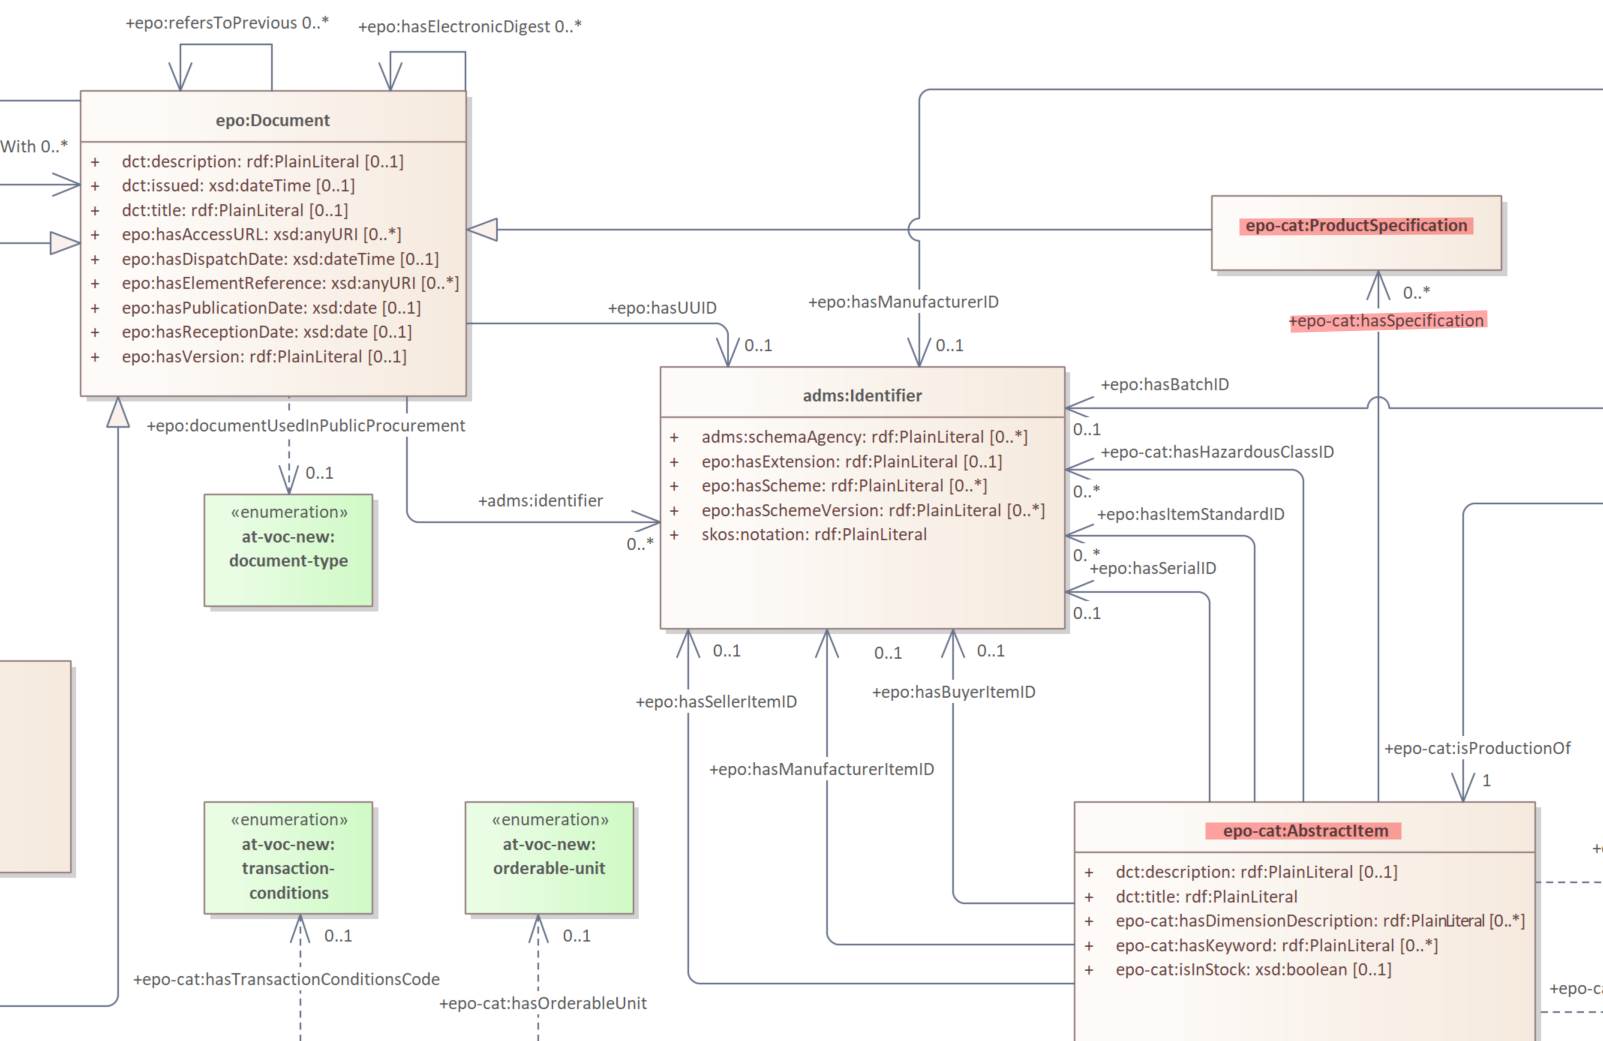 +epo:refersToPrevious 0..*
+epo:hasElectronicDigest 0..*
With 0..*
epo:Document
+ dct:description: rdf:PlainLiteral [0..1]
+ dct:issued: xsd:dateTime [0..1]
+ dct:title: rdf:PlainLiteral [0..1]
+ epo:hasAccessURL: xsd:anyURI [0..*]
+ epo:hasDispatchDate: xsd:dateTime [0..1]
+ epo:hasElementReference: xsd:anyURI [0..*]
+ epo:hasPublicationDate: xsd:date [0..1]
+ epo:hasReceptionDate: xsd:date [0..1]
+ epo:hasVersion: rdf:PlainLiteral [0..1]
epo-cat:ProductSpecification
0..*
+epo-cat:hasSpecification
+epo:hasUUID
0..1
+epo:hasManufacturerID
0..1
adms:Identifier
+ adms:schemaAgency: rdf:PlainLiteral [0..*]
+ epo:hasExtension: rdf:PlainLiteral [0..1]
+ epo:hasScheme: rdf:PlainLiteral [0..*]
+ epo:hasSchemeVersion: rdf:PlainLiteral [0..*]
+ skos:notation: rdf:PlainLiteral
+epo:hasBatchID
0..1
+epo-cat:hasHazardousClassID
0..*
+epo:hasItemStandardID
0. *
+epo:hasSerialID
0..1
+epo:documentUsedInPublicProcurement
0..1
«enumeration»
at-voc-new:
document-type
+adms:identifier
0..*
0..1
0..1
0..1
+epo:hasSellerItemID
+epo:hasBuyerItemID
+epo:hasManufacturerItemID
+epo-cat:isProductionOf
1
«enumeration»
at-voc-new:
transaction-
conditions
0..1
+epo-cat:hasTransactionConditionsCode
«enumeration»
at-voc-new:
orderable-unit
0..1
+epo-cat:hasOrderableUnit
epo-cat:AbstractItem
+ dct:description: rdf:PlainLiteral [0..1]
+ dct:title: rdf:PlainLiteral
+ epo-cat:hasDimensionDescription: rdf:PlainLiteral [0..*]
+ epo-cat:hasKeyword: rdf:PlainLiteral [0..*]
+ epo-cat:isInStock: xsd:boolean [0..1]